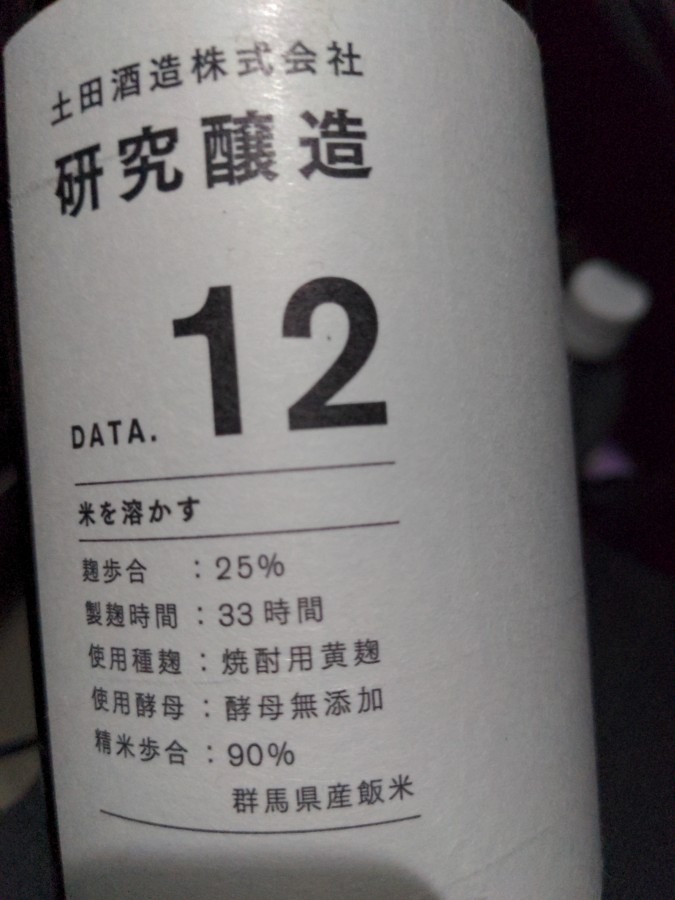 土田酒造株式会社
研究醸造
DATA. 12
米を溶かす
麹歩合 : 25%
製麹時間 : 33時間
使用種麹 : 焼酎用黄麹
使用酵母 : 酵母無添加
精米歩合 : 90%
群馬県産飯米